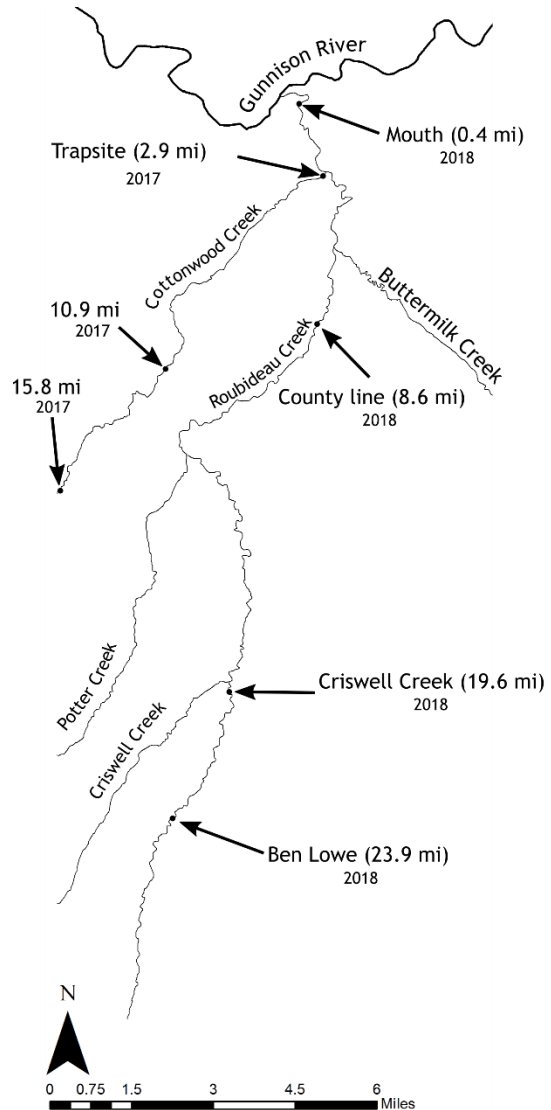 Gunnison River
Mouth (0.4 mi)
2018
Trapsite (2.9 mi)
2017
Cottonwood Creek
Buttermilk Creek
10.9 mi
2017
Roubideau Creek
County line (8.6 mi)
2018
15.8 mi
2017
Potter Creek
Criswell Creek
Criswell Creek (19.6 mi)
2018
Ben Lowe (23.9 mi)
2018
N
0 0.75 1.5 3 4.5 6
Miles